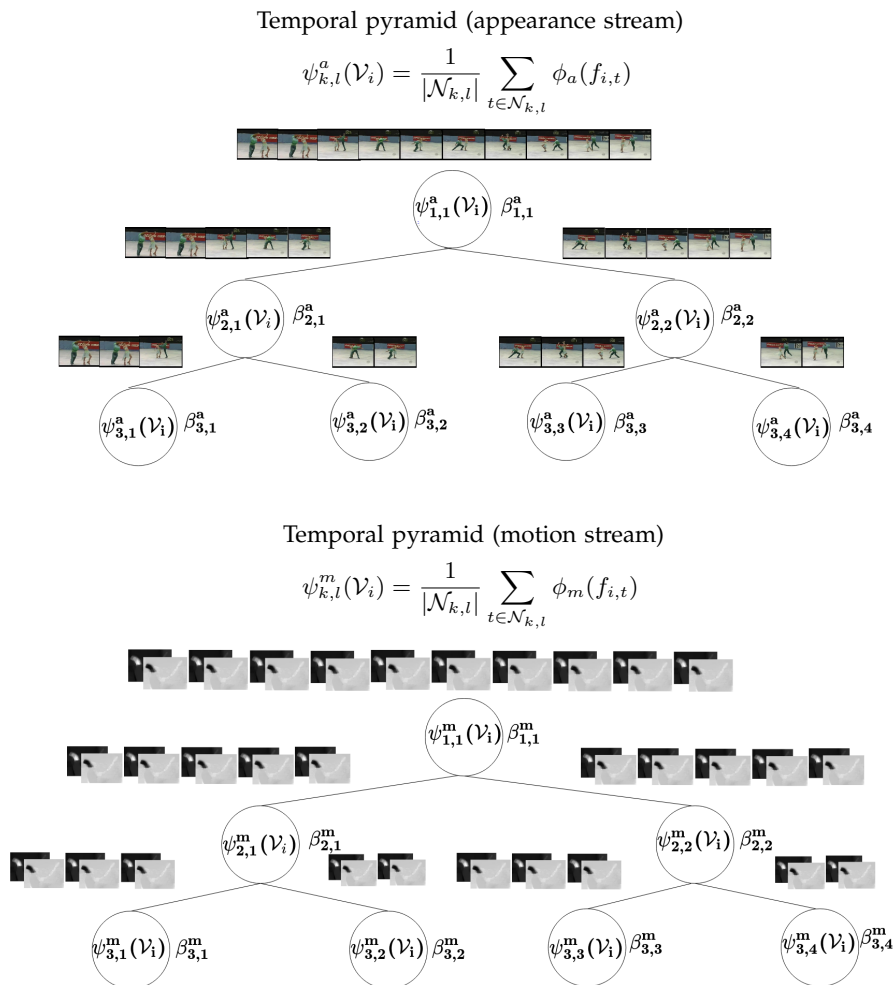 Temporal pyramid (appearance stream)
ψ^a_{k,l}(𝒱_i) = 1/|𝒩_{k,l}| ∑_{t∈𝒩_{k,l}} ϕ_a(f_{i,t})
ψ^a_{1,1}(𝒱_i) β^a_{1,1}
ψ^a_{2,1}(𝒱_i) β^a_{2,1} ψ^a_{2,2}(𝒱_i) β^a_{2,2}
ψ^a_{3,1}(𝒱_i) β^a_{3,1} ψ^a_{3,2}(𝒱_i) β^a_{3,2} ψ^a_{3,3}(𝒱_i) β^a_{3,3} ψ^a_{3,4}(𝒱_i) β^a_{3,4}
Temporal pyramid (motion stream)
ψ^m_{k,l}(𝒱_i) = 1/|𝒩_{k,l}| ∑_{t∈𝒩_{k,l}} ϕ_m(f_{i,t})
ψ^m_{1,1}(𝒱_i) β^m_{1,1}
ψ^m_{2,1}(𝒱_i) β^m_{2,1} ψ^m_{2,2}(𝒱_i) β^m_{2,2}
ψ^m_{3,1}(𝒱_i) β^m_{3,1} ψ^m_{3,2}(𝒱_i) β^m_{3,2} ψ^m_{3,3}(𝒱_i) β^m_{3,3} ψ^m_{3,4}(𝒱_i) β^m_{3,4}